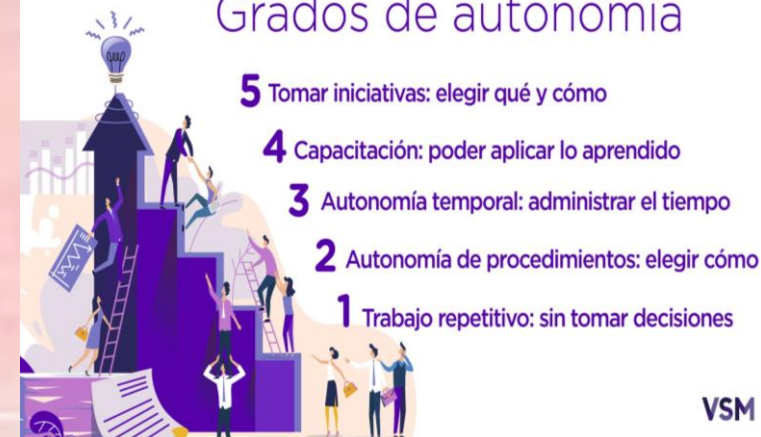 Grados de autonomía
5 Tomar iniciativas: elegir qué y cómo
4 Capacitación: poder aplicar lo aprendido
3 Autonomía temporal: administrar el tiempo
2 Autonomía de procedimientos: elegir cómo
1 Trabajo repetitivo: sin tomar decisiones
VSM